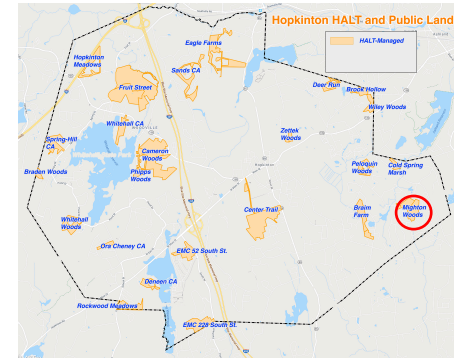 Hopkinton HALT and Public Land
HALT-Managed
Eagle Farms
Hopkinton
Meadows
Sands CA
Fruit Street
Deer Run
Brook Hollow
Wiley Woods
Whitehall CA
WOODVILLE
Zettek
Woods
Spring-Hill
CA
Cameron
Woods
Peloquin
Woods
Cold Spring
Marsh
Braden Woods
Phipps
Woods
Hopkinton
Center Trail
Braim
Farm
Mighton
Woods
Whitehall
Woods
Ora Cheney CA
EMC 52 South St.
Deneen CA
Rockwood Meadows
EMC 228 South St.